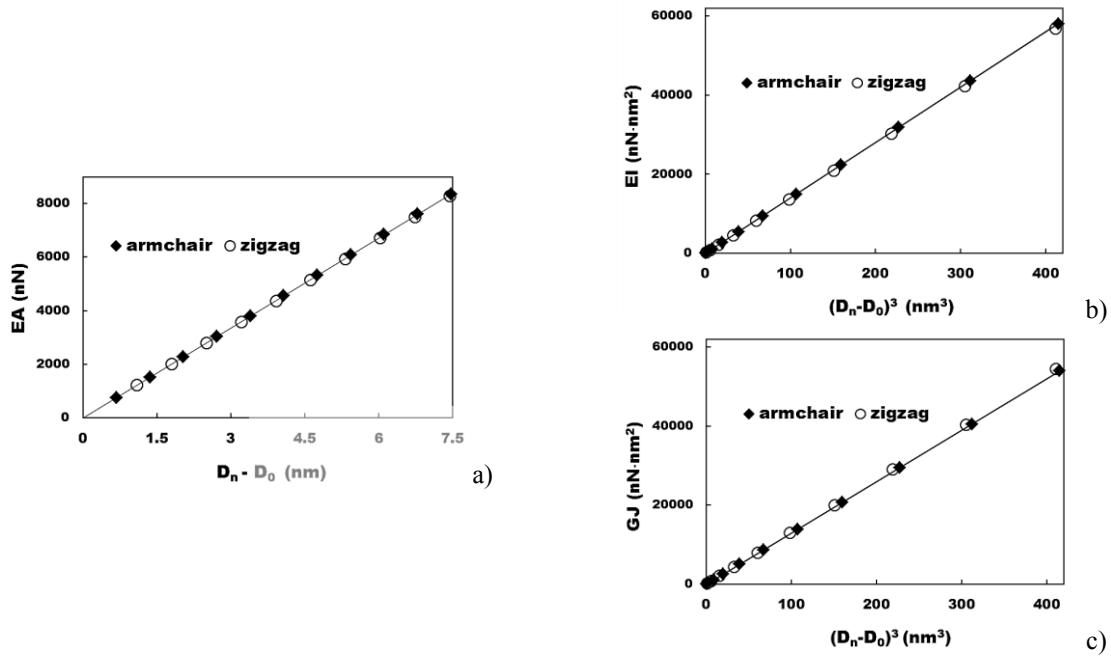 8000
6000
4000
2000
0
EA (nN)
armchair zigzag
0 1.5 3 4.5 6 7.5
Dₙ - D₀ (nm)
a)
60000
40000
20000
0
EI (nN·nm²)
armchair zigzag
0 100 200 300 400
(Dₙ-D₀)³ (nm³)
b)
60000
40000
20000
0
GJ (nN·nm²)
armchair zigzag
0 100 200 300 400
(Dₙ-D₀)³ (nm³)
c)